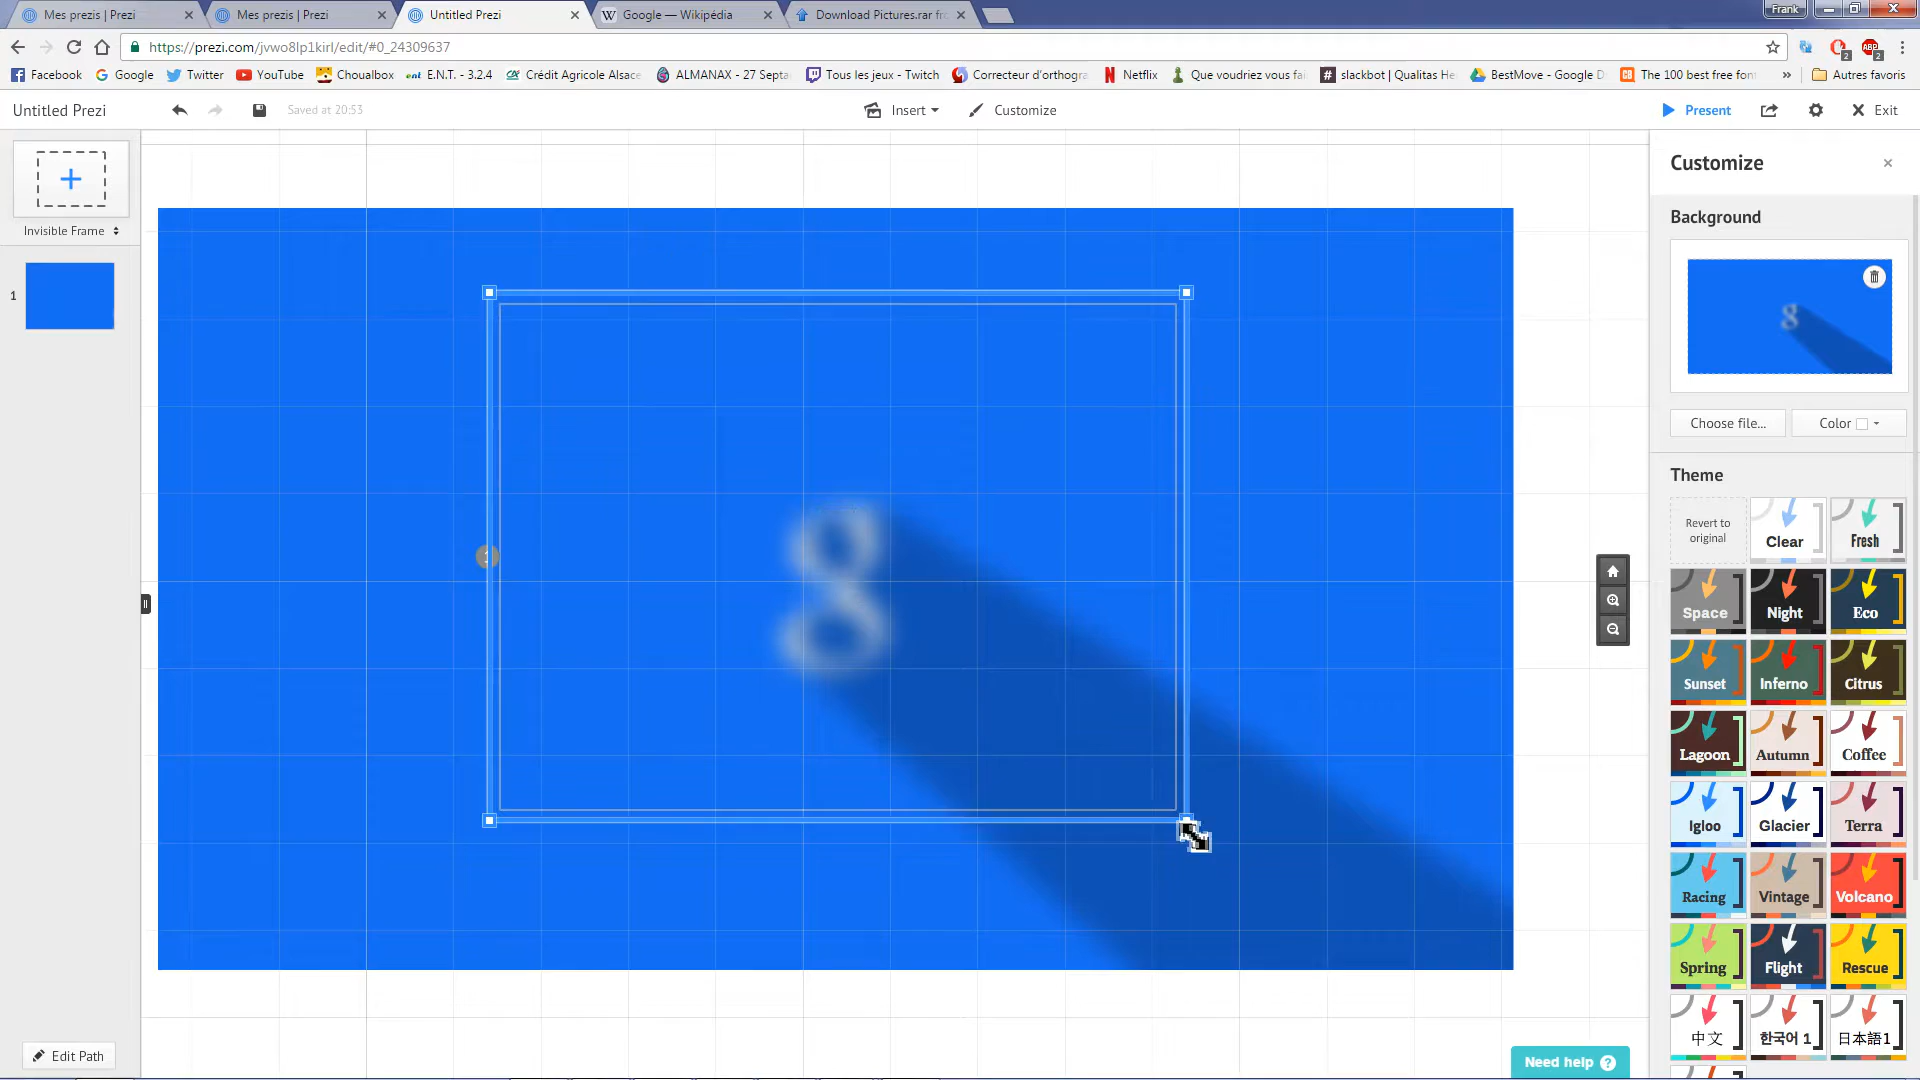 Mes prezis | Prezi
Mes prezis | Prezi
Untitled Prezi
Google — Wikipédia
Download Pictures.rar fro
Frank
https://prezi.com/jvwo8lp1kirl/edit/#0_24309637
2
2
Facebook
Google
Twitter
YouTube
Choualbox
ent E.N.T. - 3.2.4
Crédit Agricole Alsace
ALMANAX - 27 Septe
Tous les jeux - Twitch
Correcteur d'orthogra
Netflix
Que voudriez vous fai
slackbot | Qualitas He
BestMove - Google D
The 100 best free fon
»
Autres favoris
Untitled Prezi
Saved at 20:53
Insert
Customize
Present
Exit
Invisible Frame
1
g
Edit Path
Need help ?
Customize
Background
g
Choose file...
Color
Theme
Revert to
original
Clear
Fresh
Space
Night
Eco
Sunset
Inferno
Citrus
Lagoon
Autumn
Coffee
Igloo
Glacier
Terra
Racing
Vintage
Volcano
Spring
Flight
Rescue
中文
한국어 1
日本語1